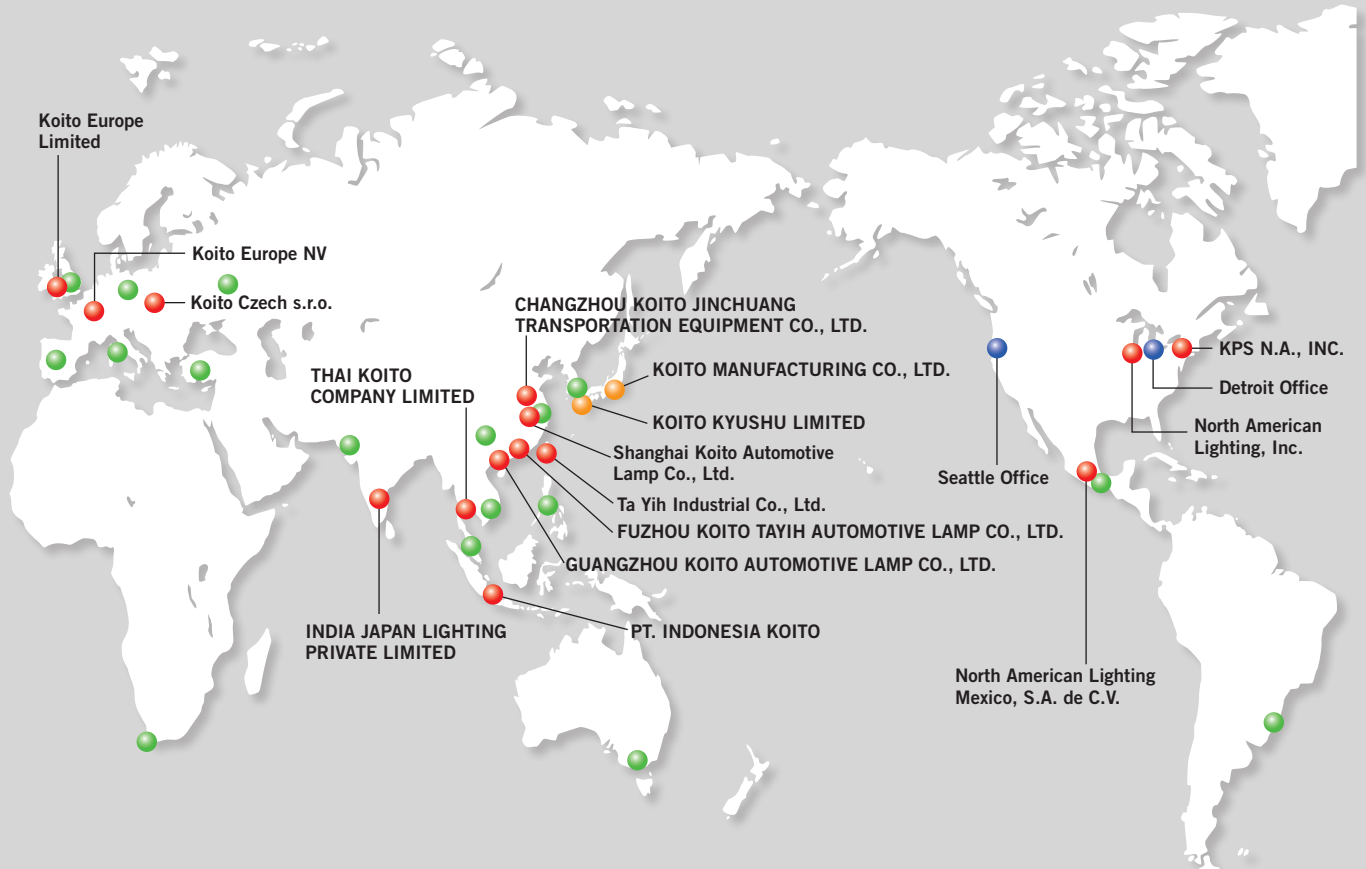 Koito Europe
Limited
Koito Europe NV
Koito Czech s.r.o.
CHANGZHOU KOITO JINCHUANG
TRANSPORTATION EQUIPMENT CO., LTD.
THAI KOITO
COMPANY LIMITED
KOITO MANUFACTURING CO., LTD.
KOITO KYUSHU LIMITED
Shanghai Koito Automotive
Lamp Co., Ltd.
Ta Yih Industrial Co., Ltd.
FUZHOU KOITO TAYIH AUTOMOTIVE LAMP CO., LTD.
GUANGZHOU KOITO AUTOMOTIVE LAMP CO., LTD.
INDIA JAPAN LIGHTING
PRIVATE LIMITED
PT. INDONESIA KOITO
KPS N.A., INC.
Detroit Office
North American
Lighting, Inc.
Seattle Office
North American Lighting
Mexico, S.A. de C.V.